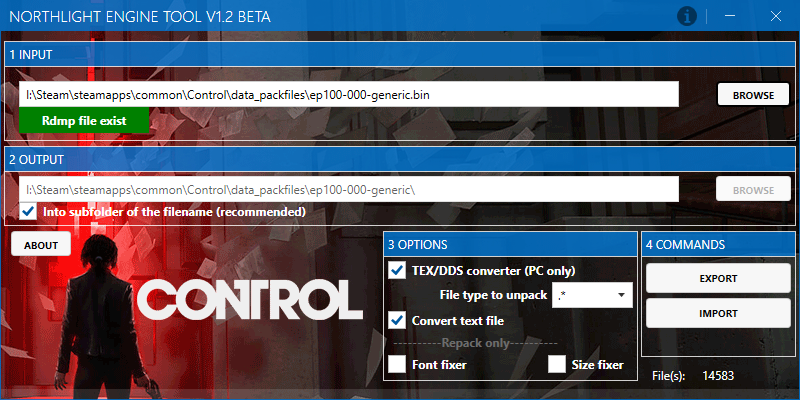 NORTHLIGHT ENGINE TOOL V1.2 BETA
1 INPUT
I:\Steam\steamapps\common\Control\data_packfiles\ep100-000-generic.bin
BROWSE
Rdmp file exist
2 OUTPUT
I:\Steam\steamapps\common\Control\data_packfiles\ep100-000-generic\
BROWSE
Into subfolder of the filename (recommended)
ABOUT
CONTROL
3 OPTIONS
TEX/DDS converter (PC only)
File type to unpack .*
Convert text file
-----------Repack only-----------
Font fixer
Size fixer
4 COMMANDS
EXPORT
IMPORT
File(s): 14583